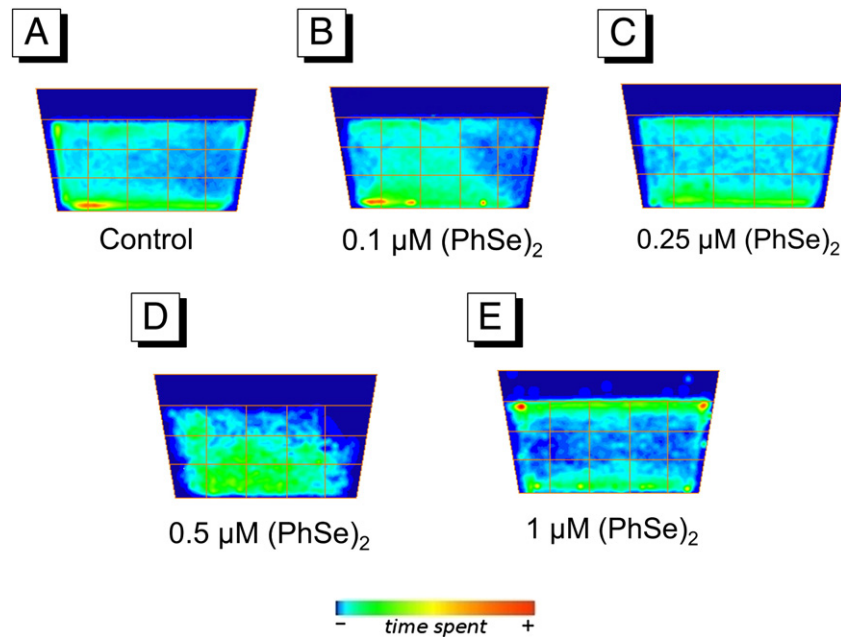 A
B
C
Control
0.1 μM (PhSe)₂
0.25 μM (PhSe)₂
D
E
0.5 μM (PhSe)₂
1 μM (PhSe)₂
− time spent +